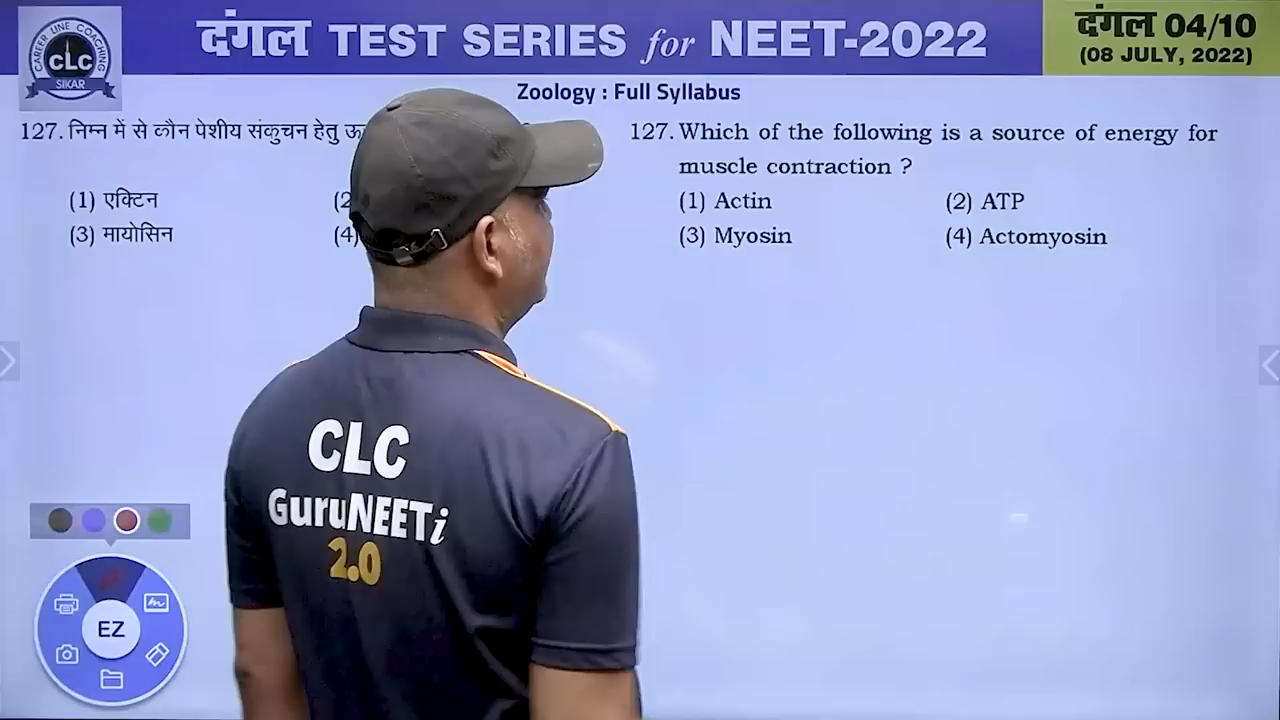 CAREER LINE COACHING
CLC
SIKAR
दंगल TEST SERIES for NEET-2022
दंगल 04/10
(08 JULY, 2022)
Zoology : Full Syllabus
127. निम्न में से कौन पेशीय संकुचन हेतु
(1) एक्टिन (2
(3) मायोसिन (4)
127. Which of the following is a source of energy for
muscle contraction ?
(1) Actin (2) ATP
(3) Myosin (4) Actomyosin
CLC
GuruNEETi
2.0
EZ